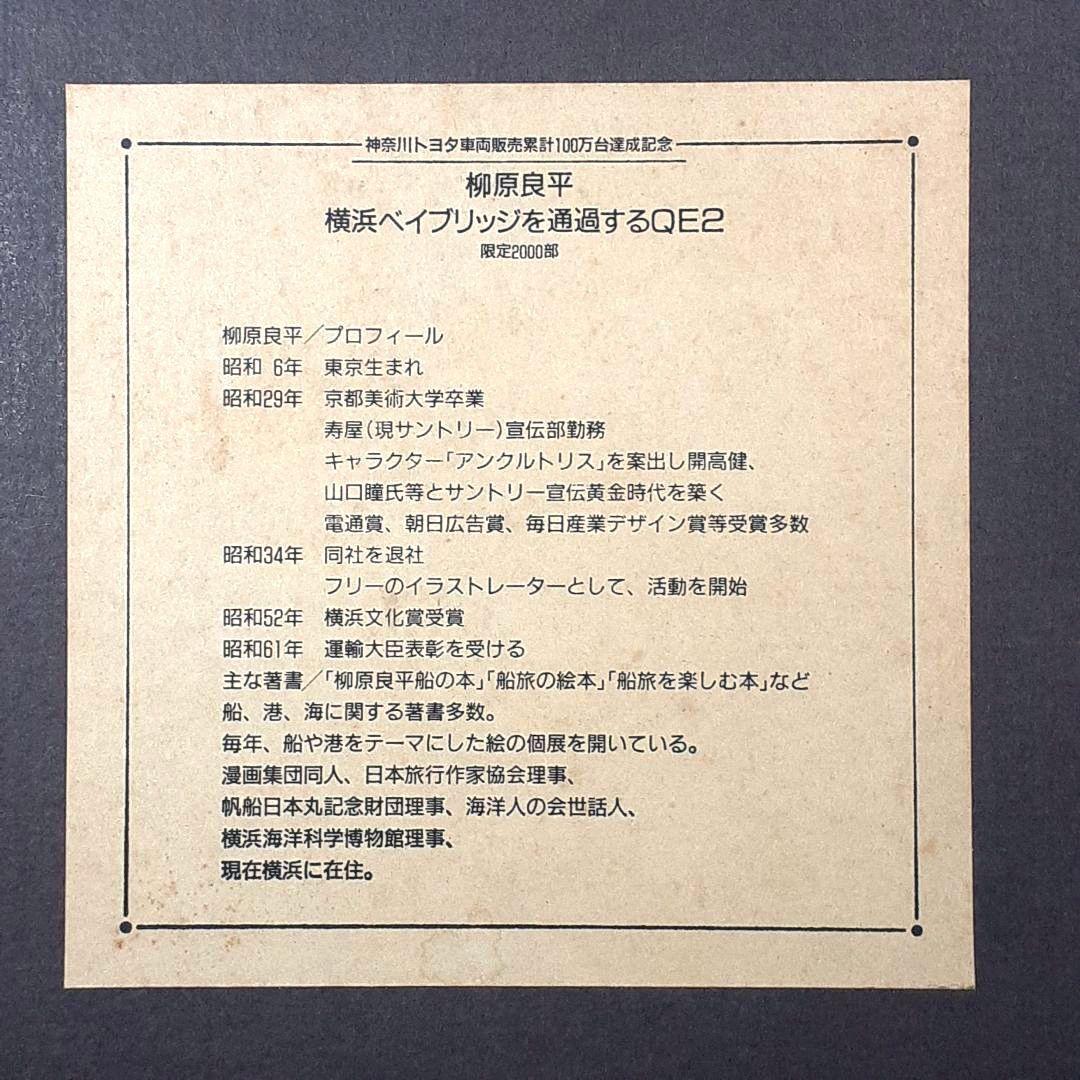 神奈川トヨタ車両販売累計100万台達成記念
柳原良平
横浜ベイブリッジを通過するQE2
限定2000部
柳原良平／プロフィール
昭和 6年 東京生まれ
昭和29年 京都美術大学卒業
寿屋(現サントリー)宣伝部勤務
キャラクター「アンクルトリス」を案出し開高健、
山口瞳氏等とサントリー宣伝黄金時代を築く
電通賞、朝日広告賞、毎日産業デザイン賞等受賞多数
昭和34年 同社を退社
フリーのイラストレーターとして、活動を開始
昭和52年 横浜文化賞受賞
昭和61年 運輸大臣表彰を受ける
主な著書／「柳原良平船の本」「船旅の絵本」「船旅を楽しむ本」など
船、港、海に関する著書多数。
毎年、船や港をテーマにした絵の個展を開いている。
漫画集団同人、日本旅行作家協会理事、
帆船日本丸記念財団理事、海洋人の会世話人、
横浜海洋科学博物館理事、
現在横浜に在住。